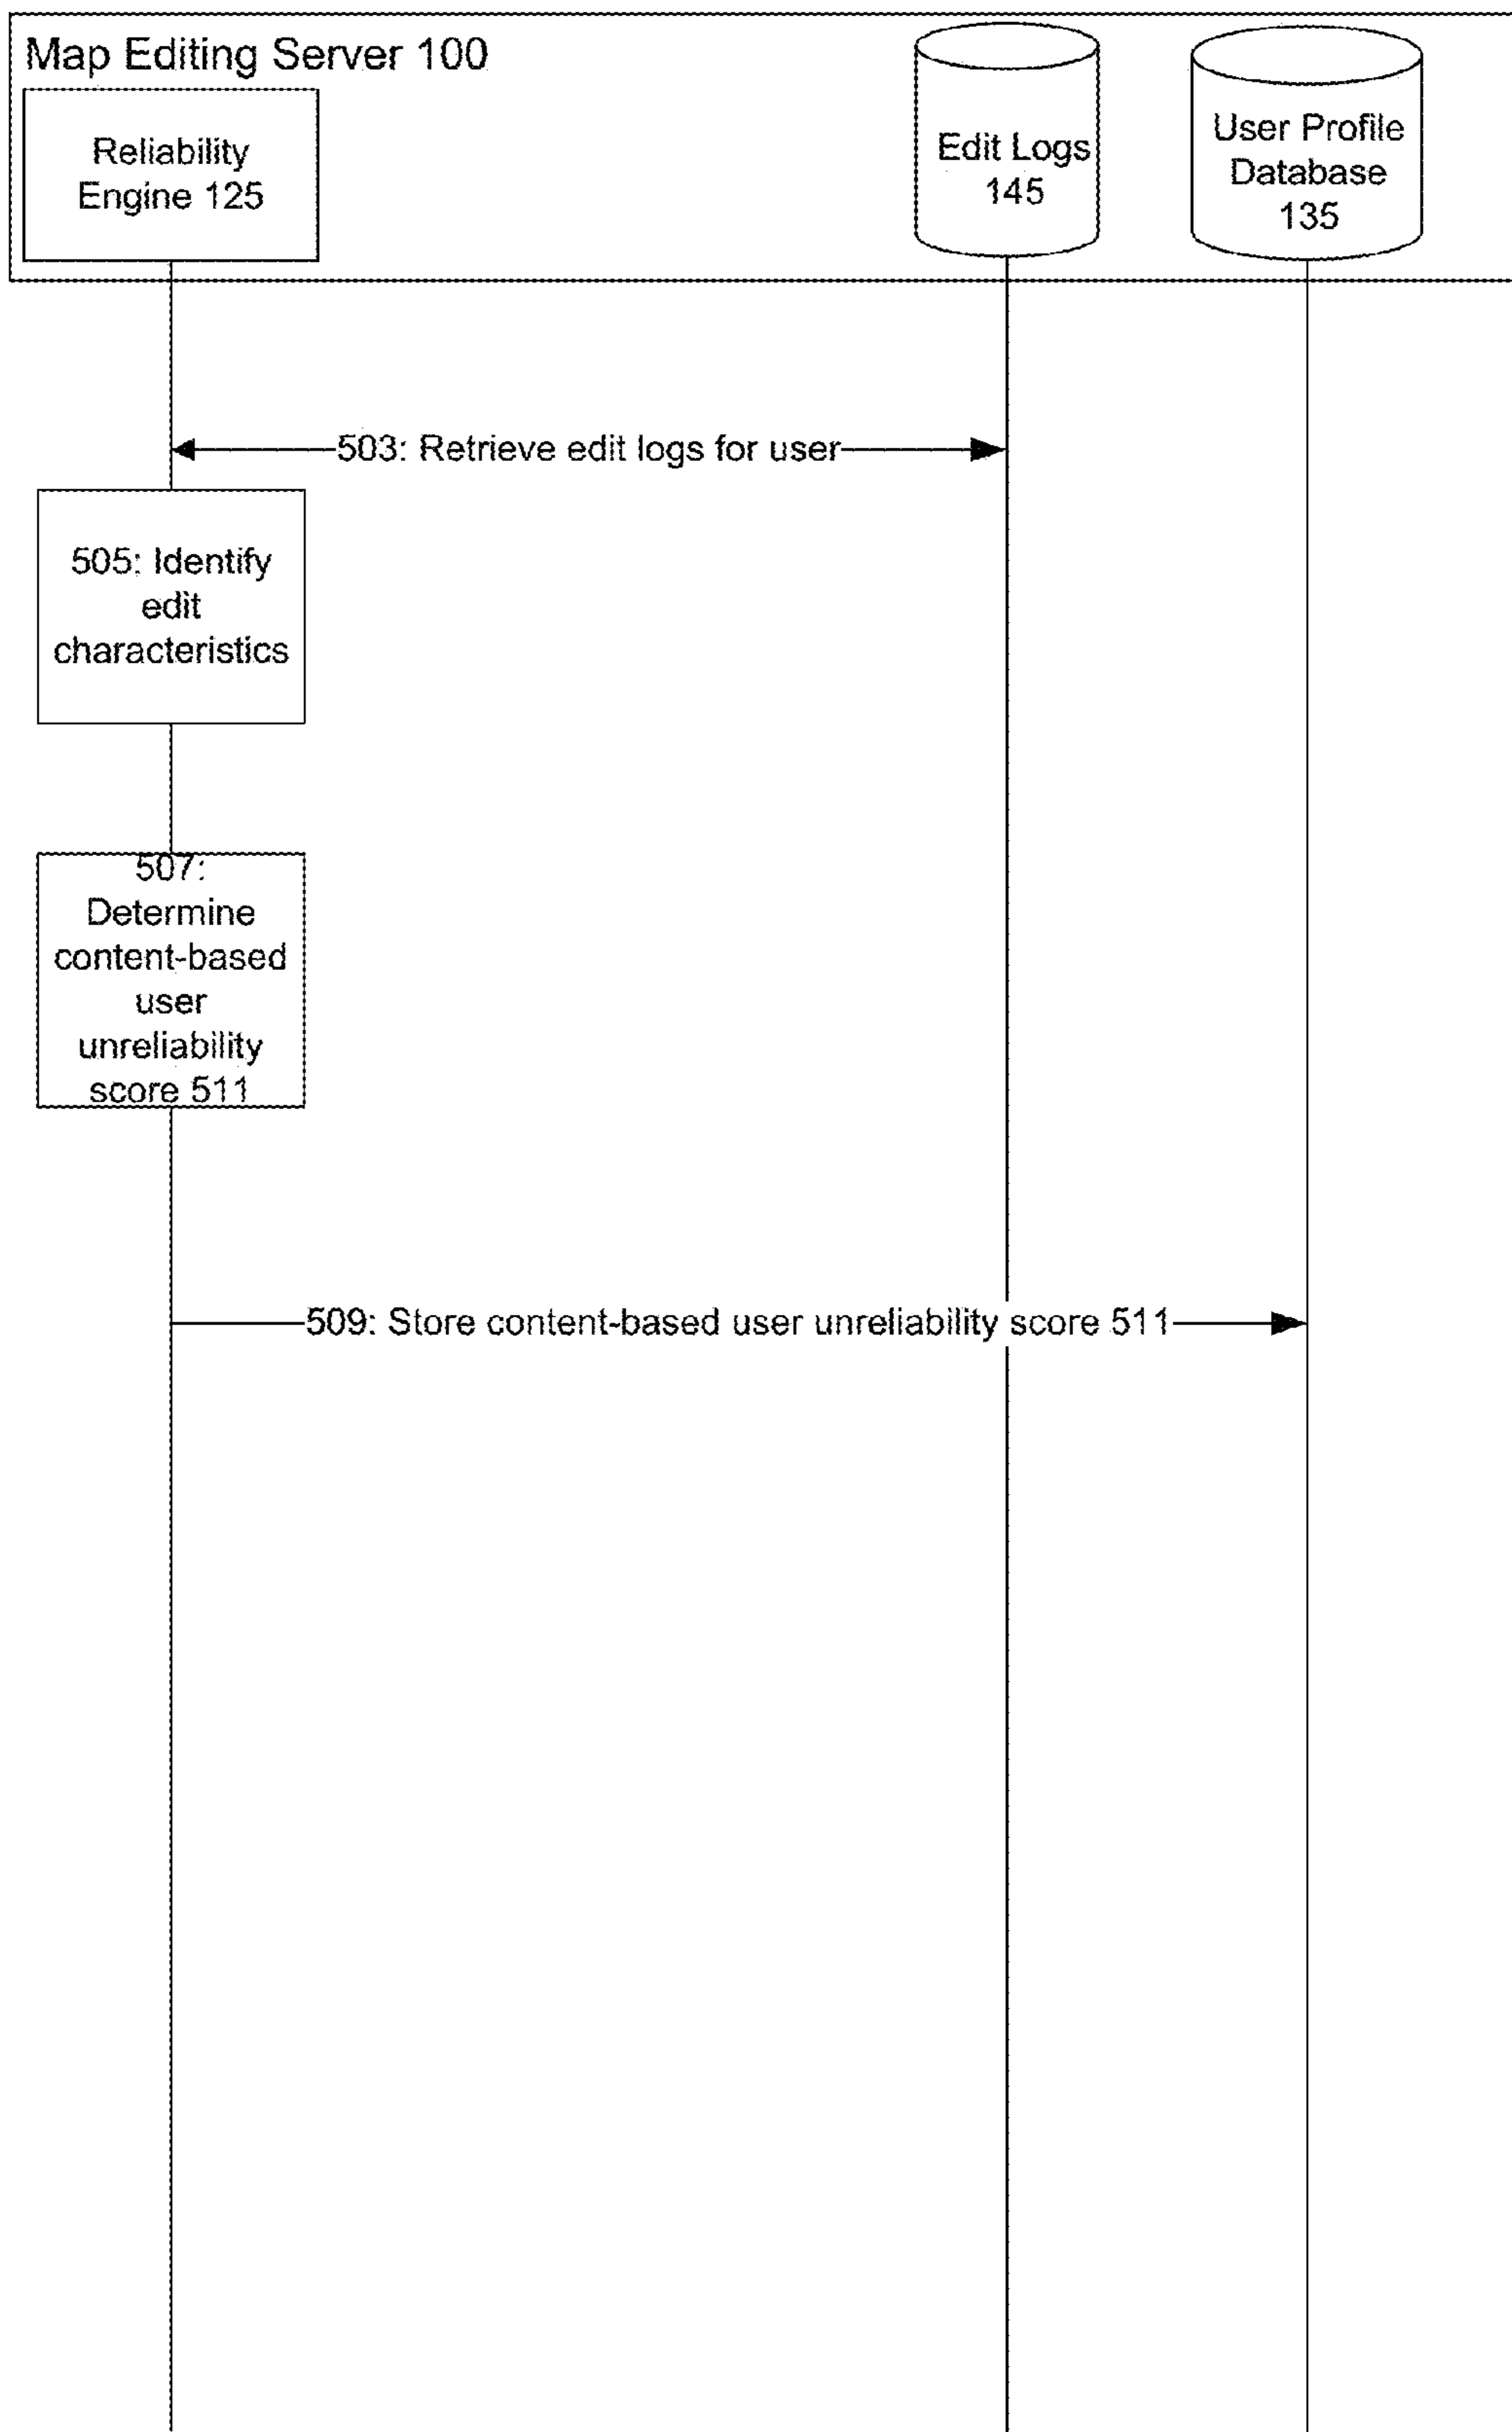 Map Editing Server 100
Reliability
Engine 125
Edit Logs
145
User Profile
Database
135
503: Retrieve edit logs for user
505: Identify
edit
characteristics
507:
Determine
content-based
user
unreliability
score 511
509: Store content-based user unreliability score 511